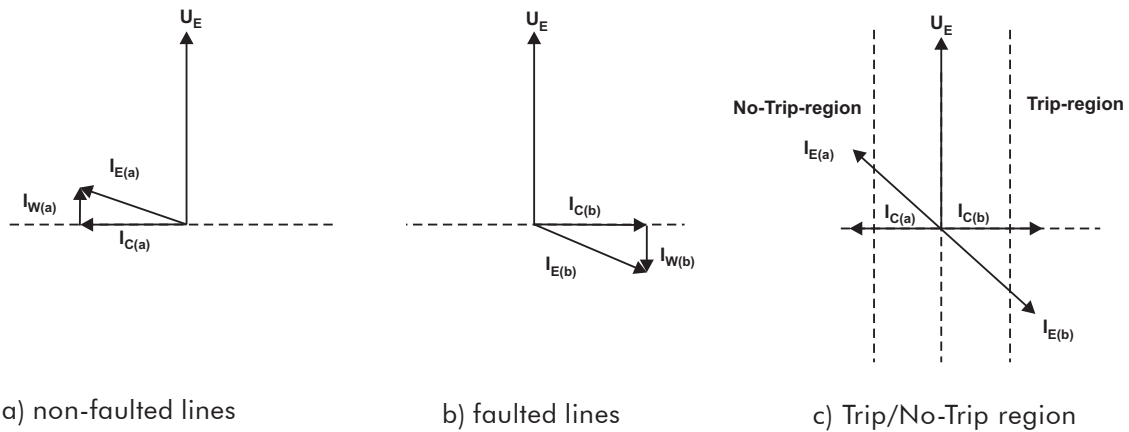 U_E
I_E(a)
I_W(a)
I_C(a)
a) non-faulted lines
U_E
I_C(b)
I_E(b)
I_W(b)
b) faulted lines
U_E
No-Trip-region
Trip-region
I_E(a)
I_C(a)
I_C(b)
I_E(b)
c) Trip/No-Trip region